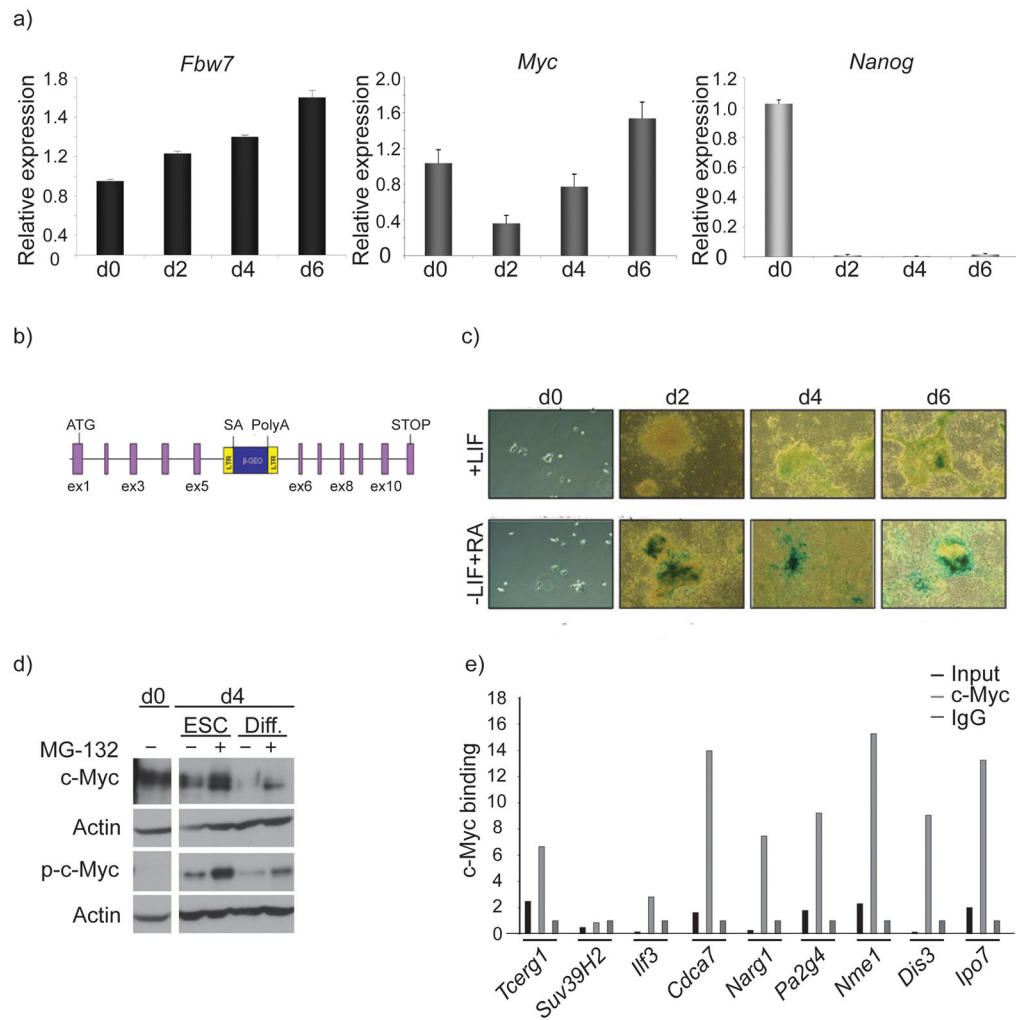 a)
Fbw7
Relative expression
1.8
1.2
0.8
0.4
0
d0 d2 d4 d6
Myc
Relative expression
2.0
1.6
1.2
0.8
0.4
0
d0 d2 d4 d6
Nanog
Relative expression
1.2
1.0
0.8
0.6
0.4
0.2
0
d0 d2 d4 d6
b)
ATG SA PolyA STOP
LTR β-GEO LTR
ex1 ex3 ex5 ex6 ex8 ex10
c)
d0 d2 d4 d6
+LIF
-LIF+RA
d)
d0 d4
ESC Diff.
MG-132 – – + – +
c-Myc
Actin
p-c-Myc
Actin
e)
Input
c-Myc
IgG
c-Myc binding
18
16
14
12
10
8
6
4
2
0
Tcerg1 Suv39H2 Ilf3 Cdca7 Narg1 Pa2g4 Nme1 Dis3 Ipo7